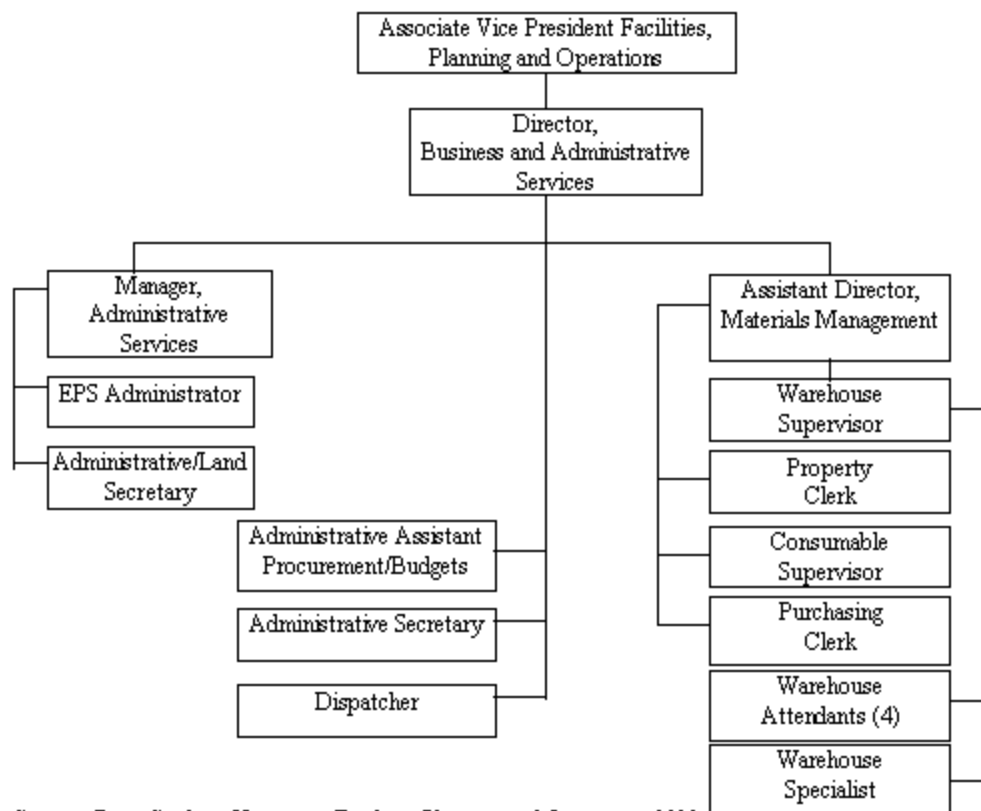 Associate Vice President Facilities,
Planning and Operations
Director,
Business and Administrative
Services
Manager,
Administrative
Services
EPS Administrator
Administrative/Land
Secretary
Administrative Assistant
Procurement/Budgets
Administrative Secretary
Dispatcher
Assistant Director,
Materials Management
Warehouse
Supervisor
Property
Clerk
Consumable
Supervisor
Purchasing
Clerk
Warehouse
Attendants (4)
Warehouse
Specialist